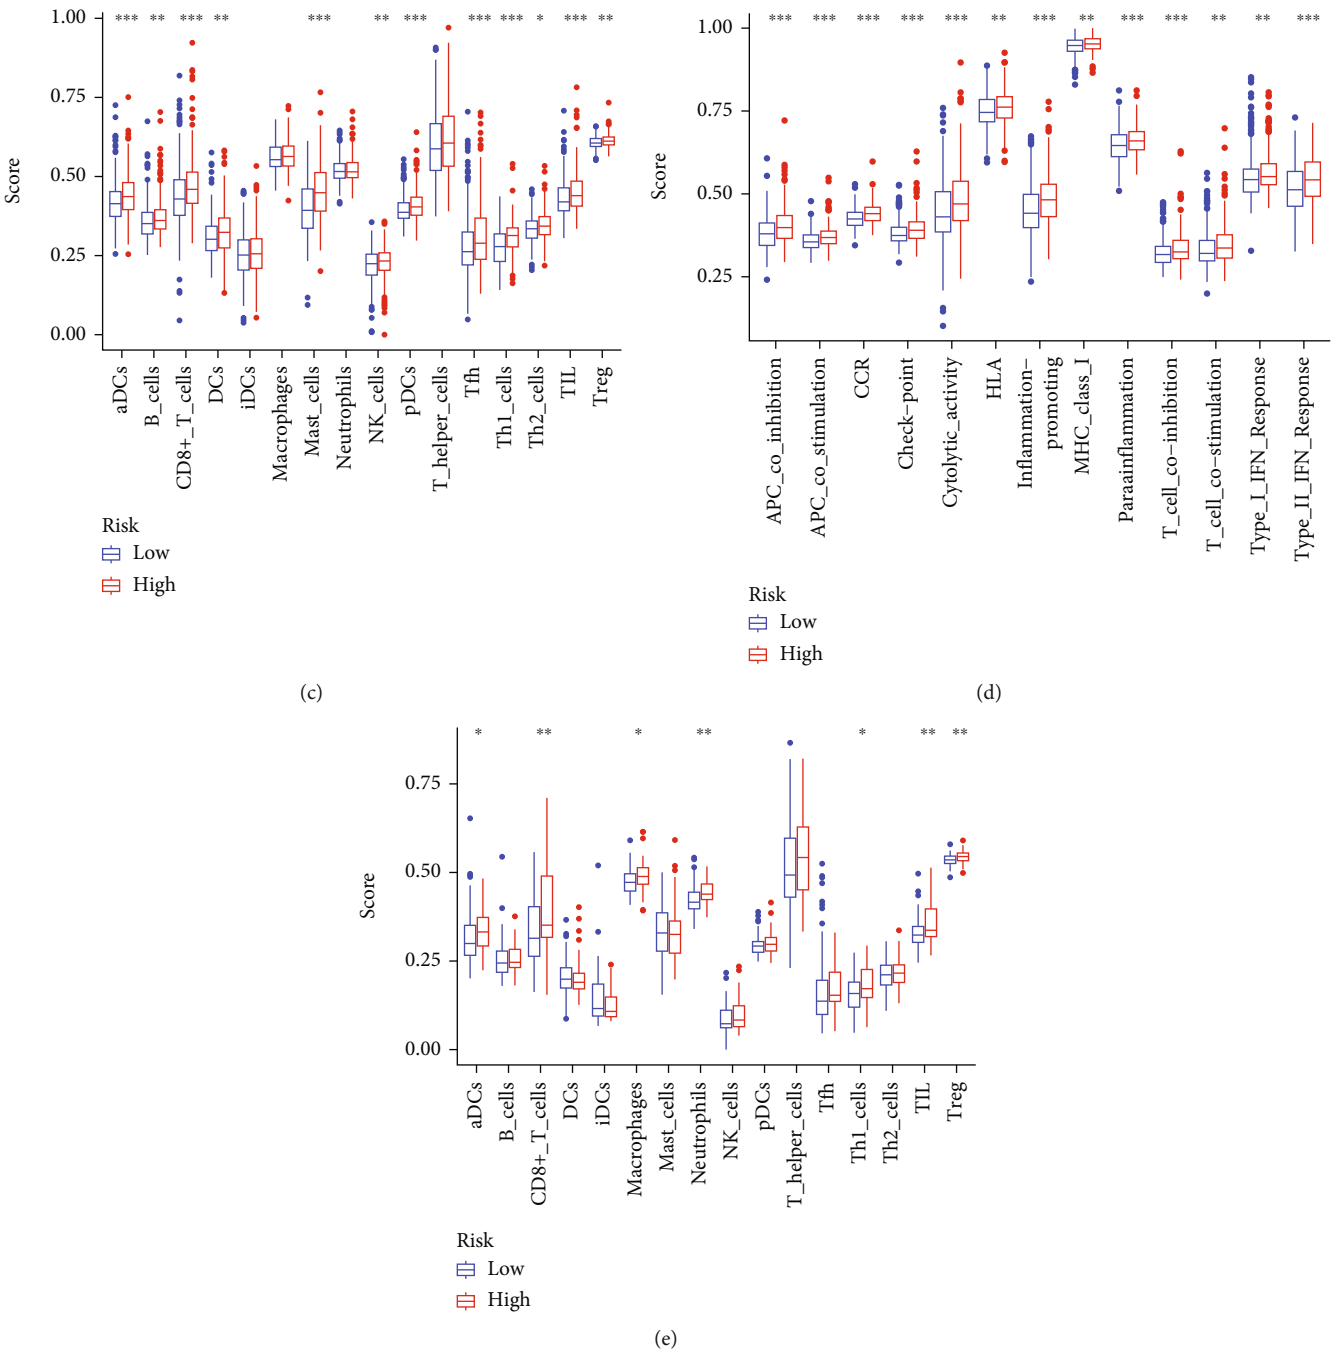 *** ** *** ** *** ** *** *** *** * *** **
1.00
0.75
0.50
0.25
0.00
Score
aDCs
B_cells
CD8+_T_cells
DCs
iDCs
Macrophages
Mast_cells
Neutrophils
NK_cells
pDCs
T_helper_cells
Tfh
Th1_cells
Th2_cells
TIL
Treg
Risk
Low
High
(c)
*** *** *** *** *** ** *** ** *** *** ** ** ***
1.00
0.75
0.50
0.25
Score
APC_co_inhibition
APC_co_stimulation
CCR
Check−point
Cytolytic_activity
HLA
Inflammation−
promoting
MHC_class_I
Paraainflammation
T_cell_co−inhibition
T_cell_co−stimulation
Type_I_IFN_Response
Type_II_IFN_Response
Risk
Low
High
(d)
* ** * ** * ** **
0.75
0.50
0.25
0.00
Score
aDCs
B_cells
CD8+_T_cells
DCs
iDCs
Macrophages
Mast_cells
Neutrophils
NK_cells
pDCs
T_helper_cells
Tfh
Th1_cells
Th2_cells
TIL
Treg
Risk
Low
High
(e)